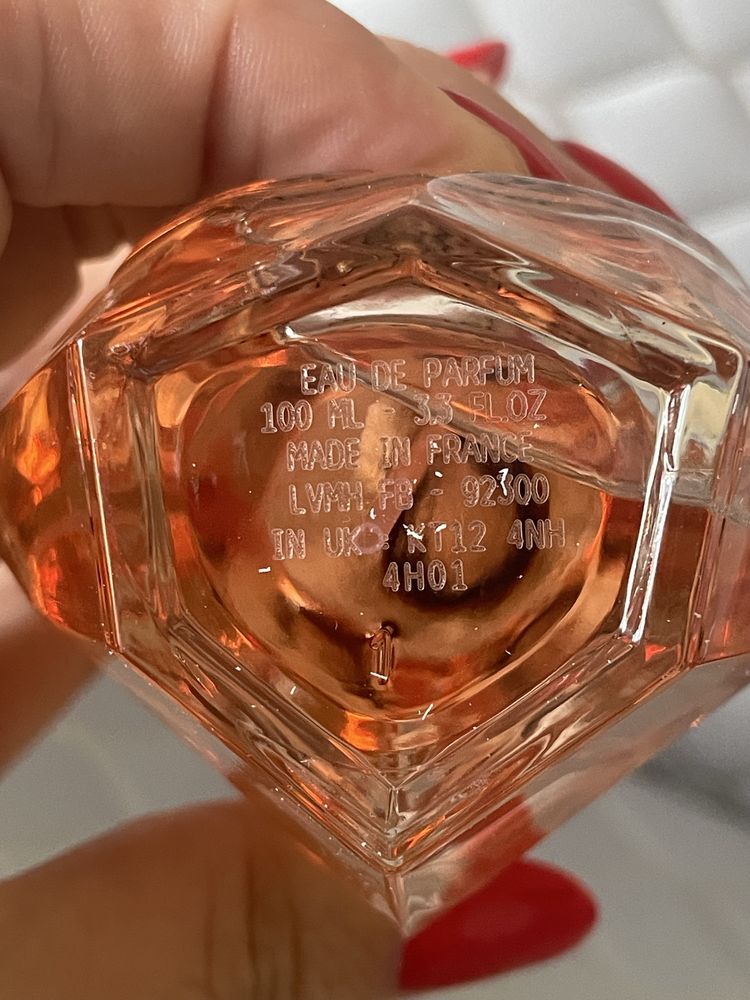 EAU DE PARFUM
100 ML - 3.3 FL.OZ
MADE IN FRANCE
LVMH FB - 92300
IN UK : KT12 4NH
4H01
1